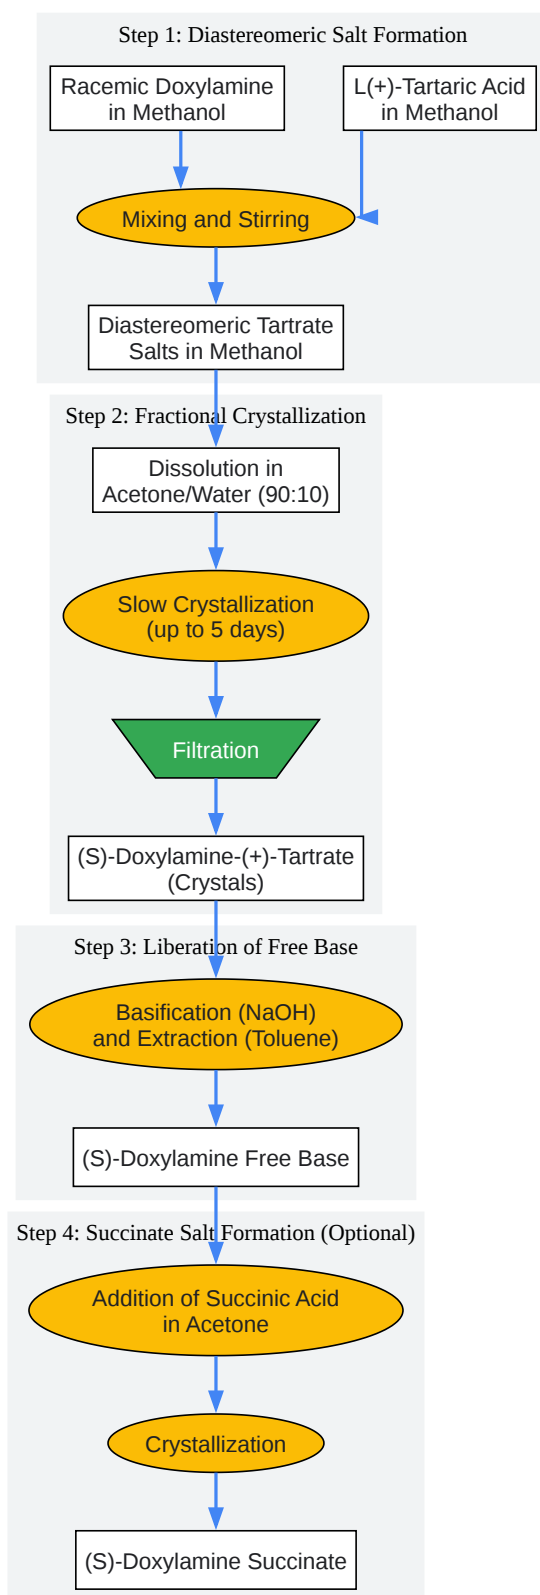 Step 1: Diastereomeric Salt Formation
Racemic Doxylamine
in Methanol
L(+)-Tartaric Acid
in Methanol
Mixing and Stirring
Diastereomeric Tartrate
Salts in Methanol
Step 2: Fractional Crystallization
Dissolution in
Acetone/Water (90:10)
Slow Crystallization
(up to 5 days)
Filtration
(S)-Doxylamine-(+)-Tartrate
(Crystals)
Step 3: Liberation of Free Base
Basification (NaOH)
and Extraction (Toluene)
(S)-Doxylamine Free Base
Step 4: Succinate Salt Formation (Optional)
Addition of Succinic Acid
in Acetone
Crystallization
(S)-Doxylamine Succinate